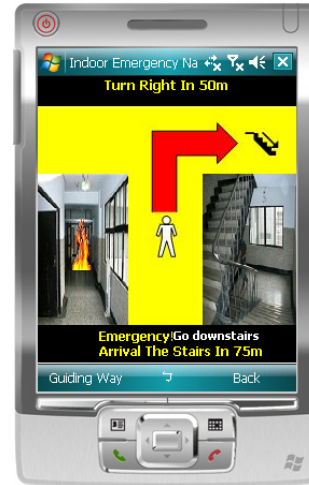 Indoor Emergency Na
Turn Right In 50m
Emergency!Go downstairs
Arrival The Stairs In 75m
Guiding Way
Back